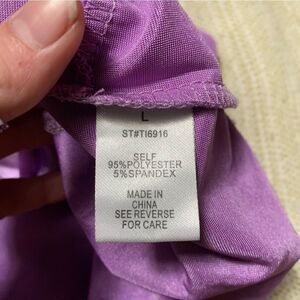 L
ST#TI6916
SELF
95%POLYESTER
5%SPANDEX
MADE IN
CHINA
SEE REVERSE
FOR CARE